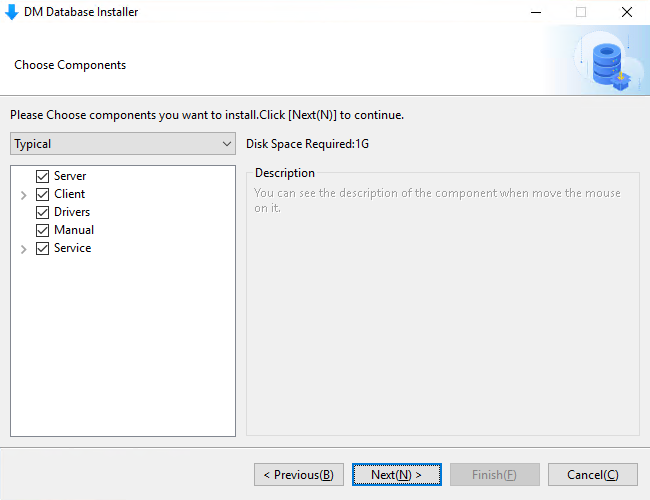 DM Database Installer
Choose Components
Please Choose components you want to install.Click [Next(N)] to continue.
Typical
Disk Space Required:1G
Server
Client
Drivers
Manual
Service
Description
You can see the description of the component when move the mouse
on it.
< Previous(B)
Next(N) >
Finish(F)
Cancel(C)